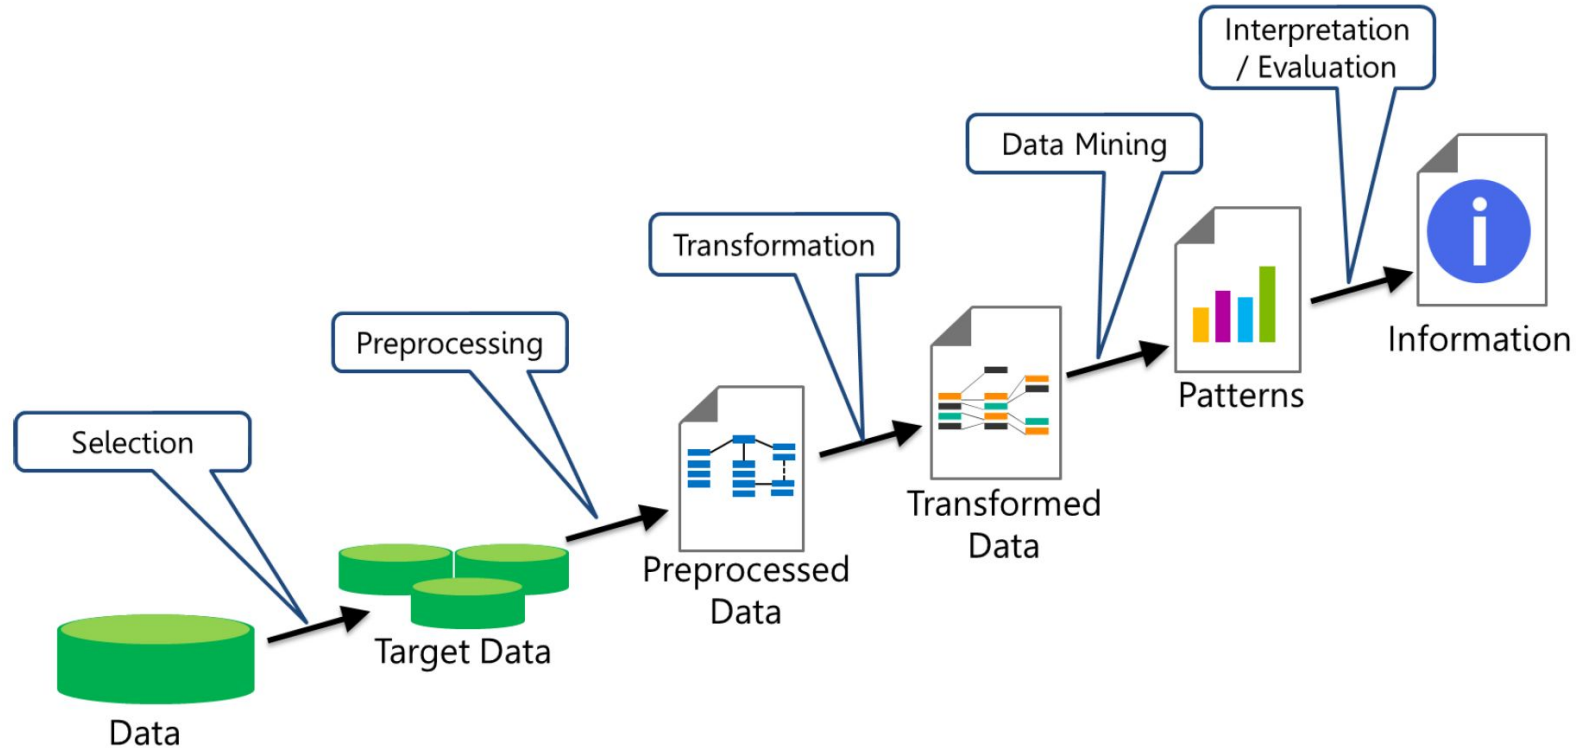 Interpretation
/ Evaluation
Data Mining
Transformation
Preprocessing
Selection
Data
Target Data
Preprocessed
Data
Transformed
Data
Patterns
Information
i